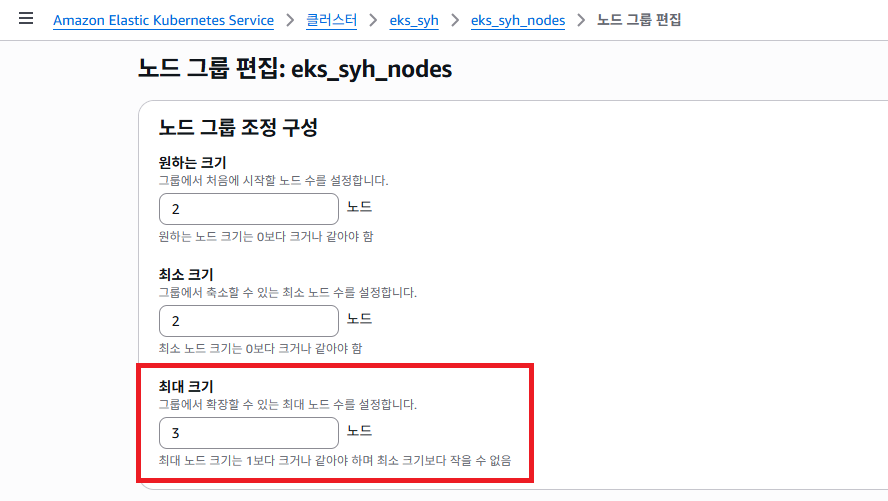 Amazon Elastic Kubernetes Service > 클러스터 > eks_syh > eks_syh_nodes > 노드 그룹 편집
노드 그룹 편집: eks_syh_nodes
노드 그룹 조정 구성
원하는 크기
그룹에서 처음에 시작할 노드 수를 설정합니다.
2 노드
원하는 노드 크기는 0보다 크거나 같아야 함
최소 크기
그룹에서 축소할 수 있는 최소 노드 수를 설정합니다.
2 노드
최소 노드 크기는 0보다 크거나 같아야 함
최대 크기
그룹에서 확장할 수 있는 최대 노드 수를 설정합니다.
3 노드
최대 노드 크기는 1보다 크거나 같아야 하며 최소 크기보다 작을 수 없음